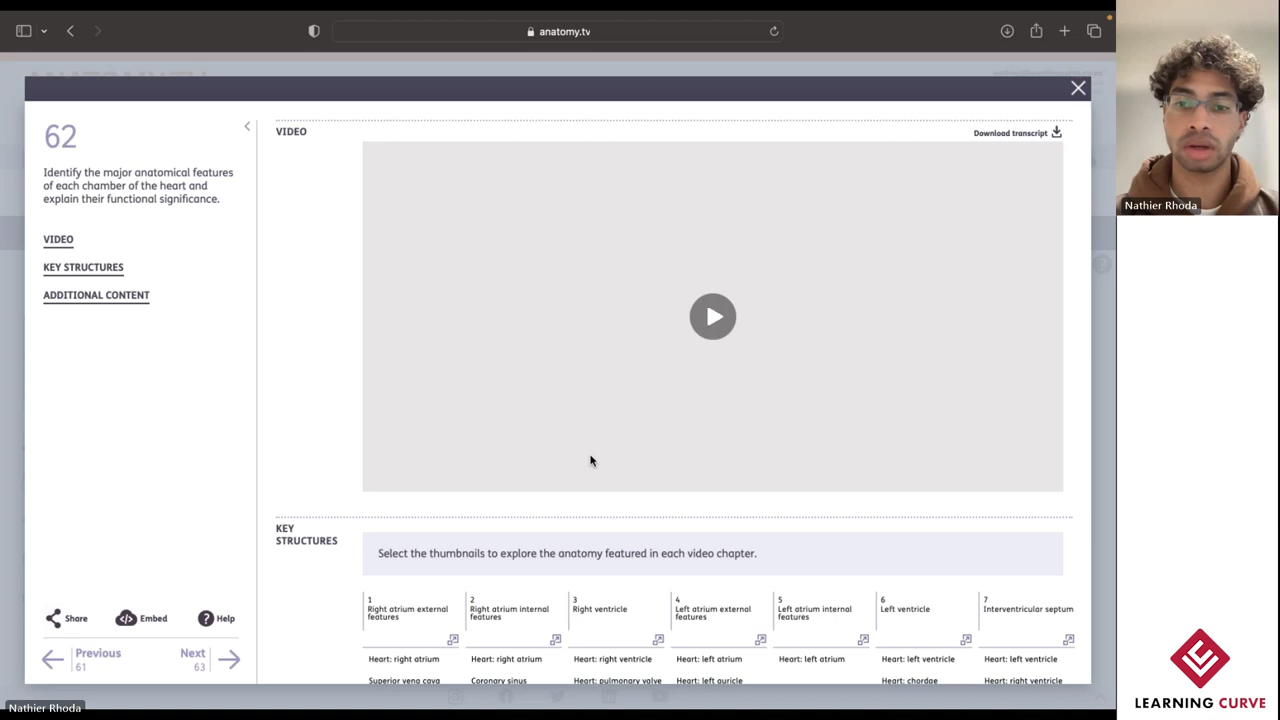 anatomy.tv
62
Identify the major anatomical features
of each chamber of the heart and
explain their functional significance.
VIDEO
KEY STRUCTURES
ADDITIONAL CONTENT
Share
Embed
Help
Previous
61
Next
63
VIDEO
Download transcript
KEY
STRUCTURES
Select the thumbnails to explore the anatomy featured in each video chapter.
1
Right atrium external
features
Heart: right atrium
Superior vena cava
2
Right atrium internal
features
Heart: right atrium
Coronary sinus
3
Right ventricle
Heart: right ventricle
Heart: pulmonary valve
4
Left atrium external
features
Heart: left atrium
Heart: left auricle
5
Left atrium internal
features
Heart: left atrium
6
Left ventricle
Heart: left ventricle
Heart: chordae
7
Interventricular septum
Heart: left ventricle
Heart: right ventricle
Nathier Rhoda
Nathier Rhoda
LEARNING CURVE